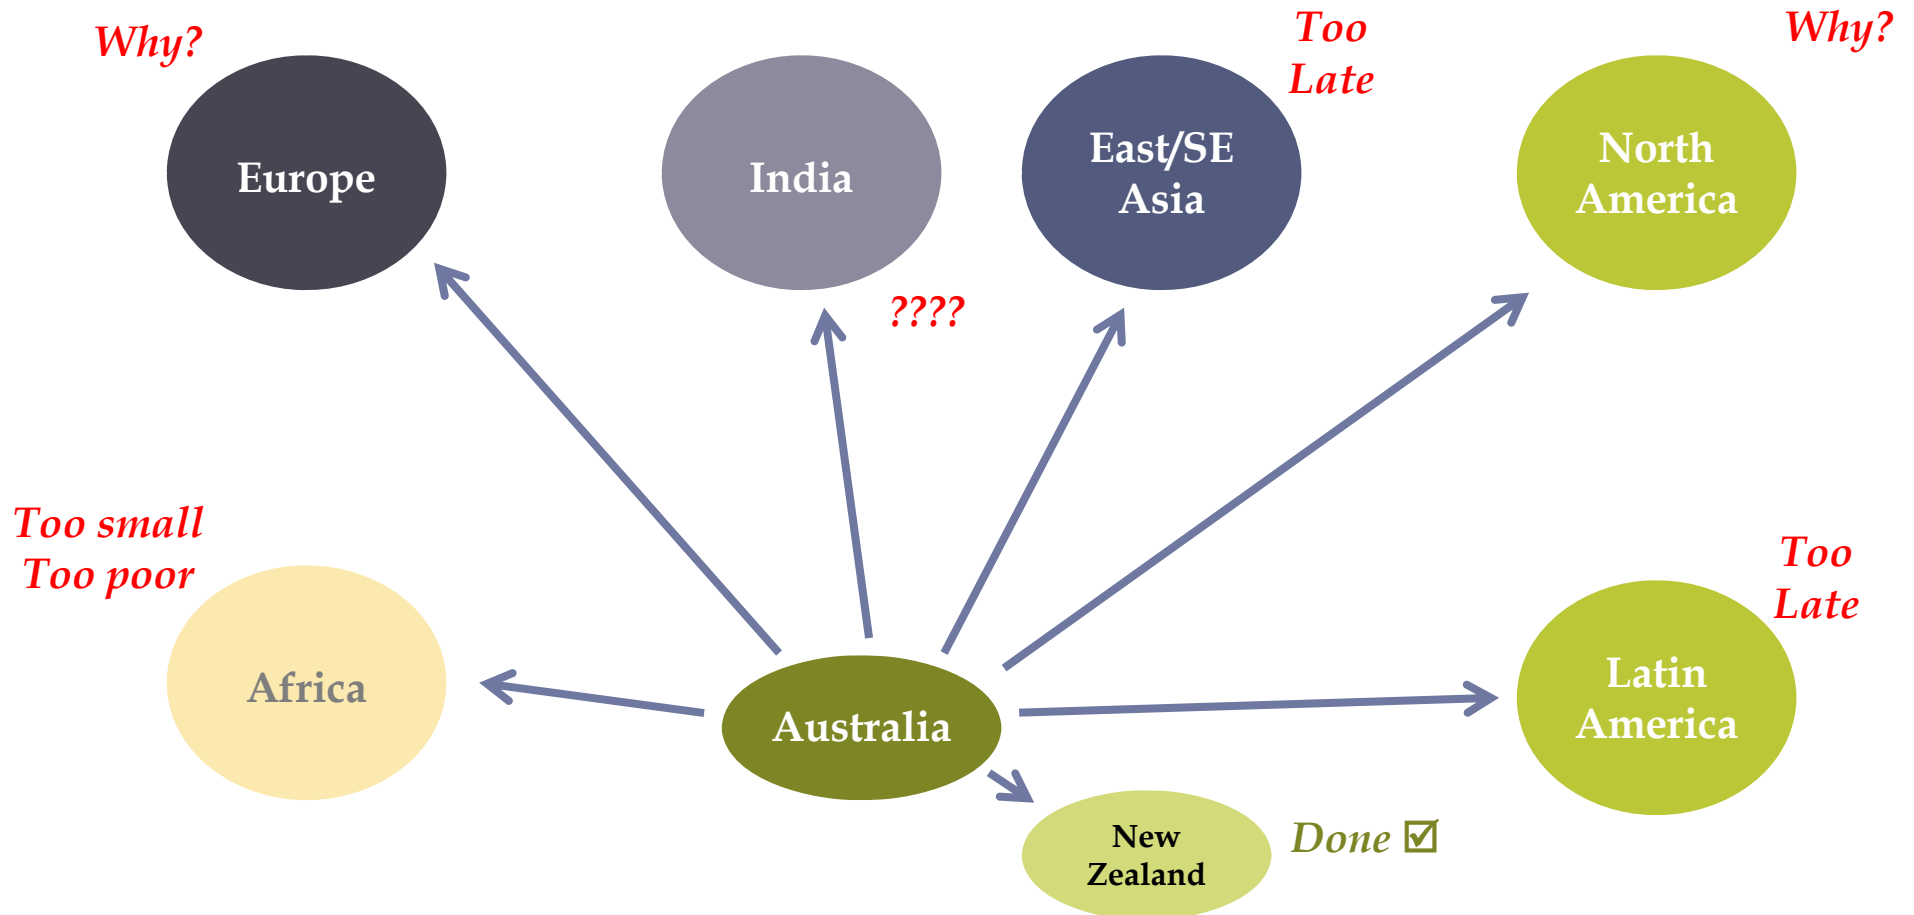 Why?
Too
Late
Why?
Europe
India
East/SE
Asia
North
America
????
Too small
Too poor
Too
Late
Africa
Australia
Latin
America
New
Zealand
Done ☑